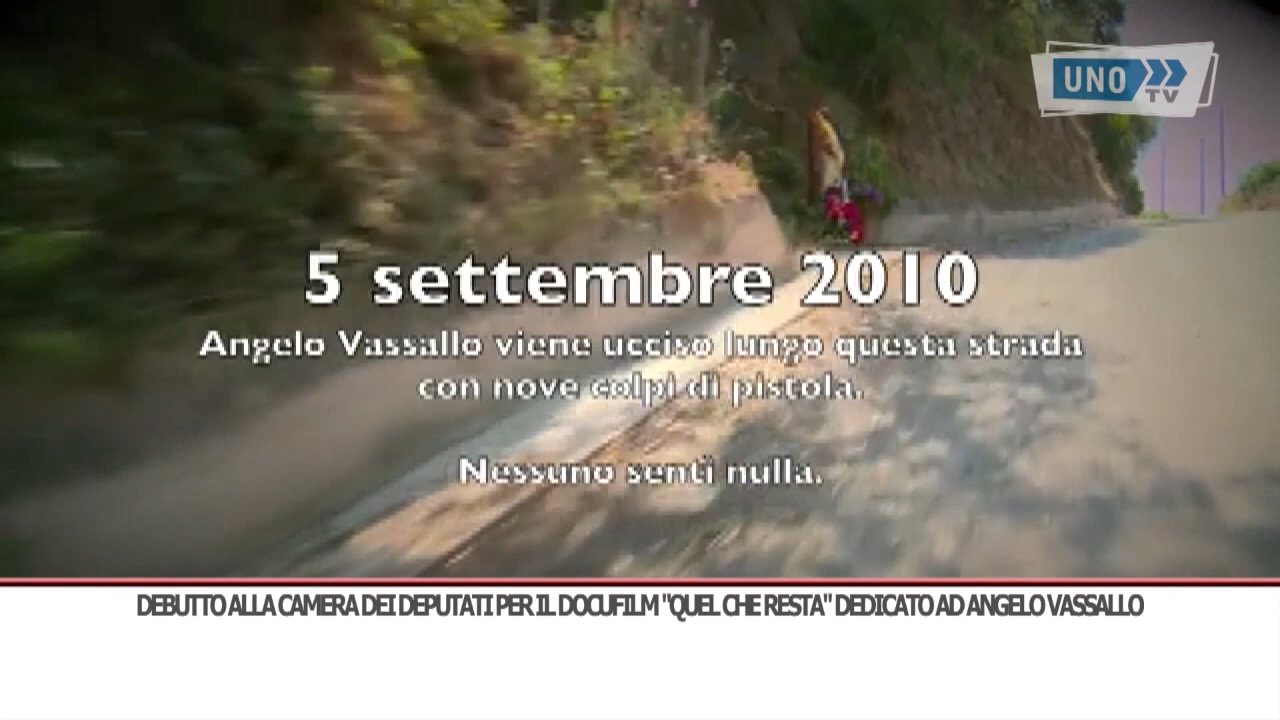 UNO
TV
5 settembre 2010
Angelo Vassallo viene ucciso lungo questa strada
con nove colpi di pistola.
Nessuno sentì nulla.
DEBUTTO ALLA CAMERA DEI DEPUTATI PER IL DOCUFILM "QUEL CHE RESTA" DEDICATO AD ANGELO VASSALLO